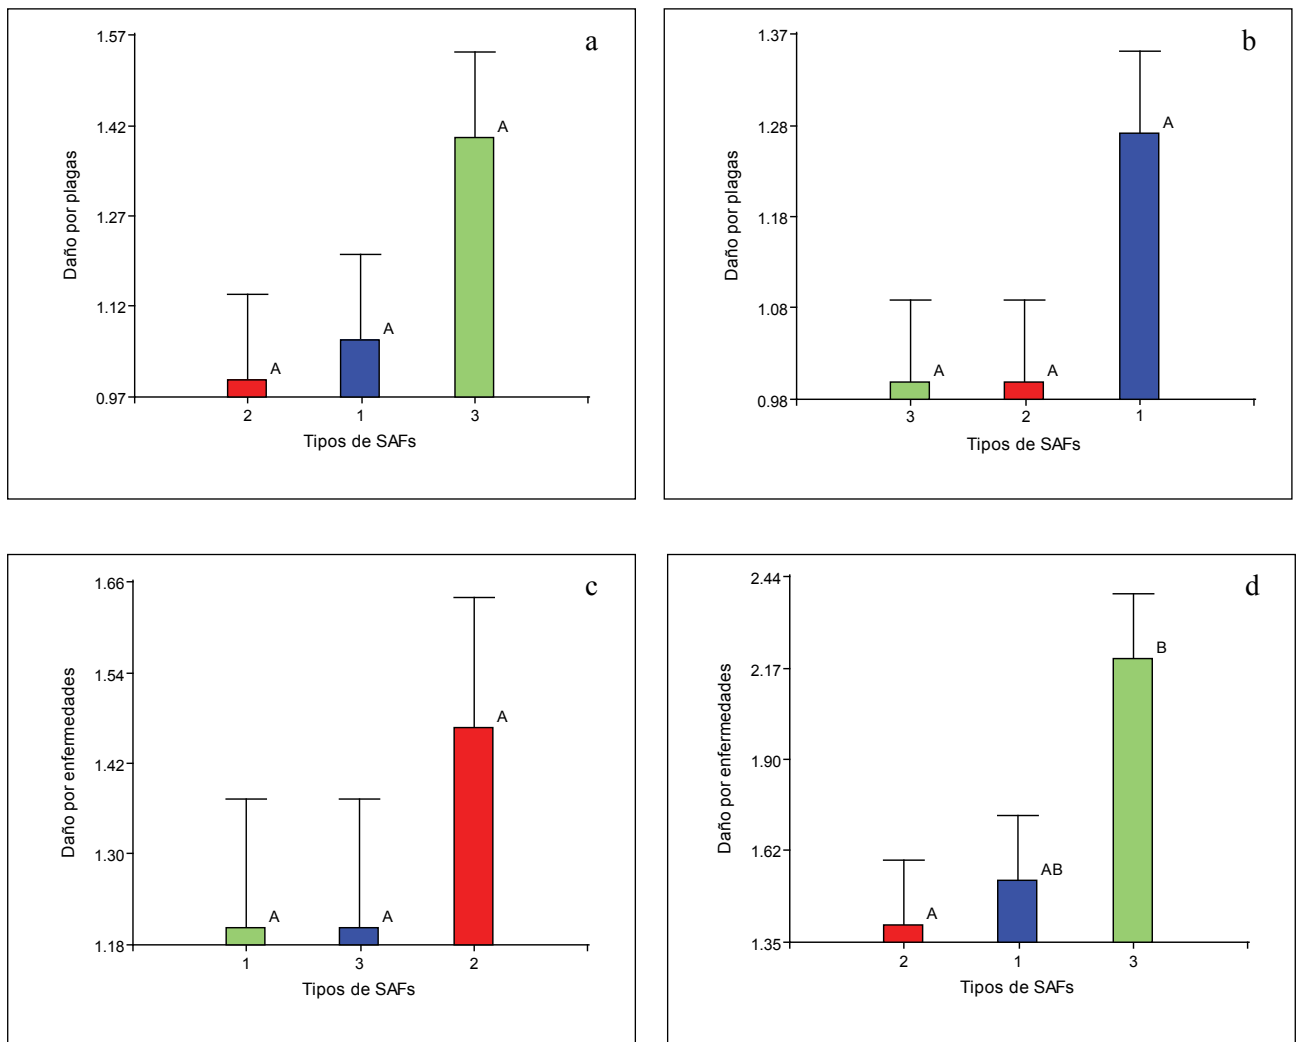 a
1.57
1.42
1.27
1.12
0.97
Daño por plagas
A
A
A
2 1 3
Tipos de SAFs
b
1.37
1.28
1.18
1.08
0.98
Daño por plagas
A
A
A
3 2 1
Tipos de SAFs
c
1.66
1.54
1.42
1.30
1.18
Daño por enfermedades
A
A
A
1 3 2
Tipos de SAFs
d
2.44
2.17
1.90
1.62
1.35
Daño por enfermedades
B
AB
A
2 1 3
Tipos de SAFs